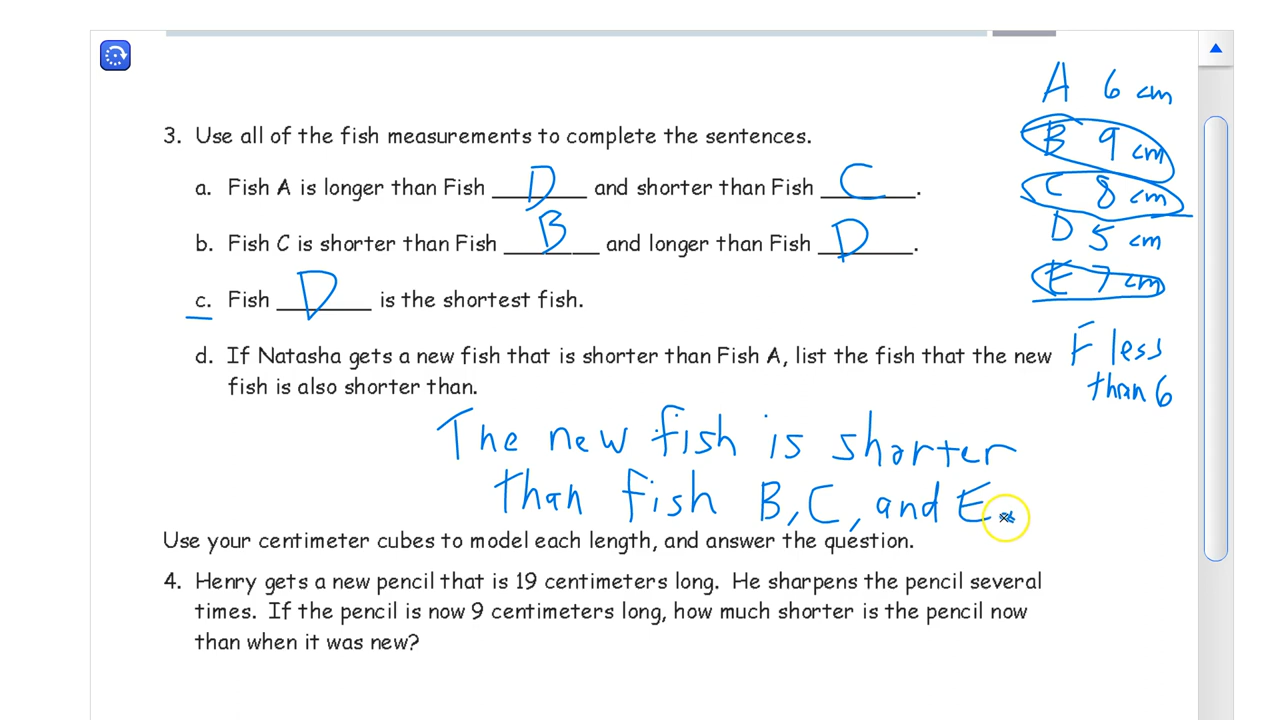 3. Use all of the fish measurements to complete the sentences.
a. Fish A is longer than Fish D and shorter than Fish C.
b. Fish C is shorter than Fish B and longer than Fish D.
c. Fish D is the shortest fish.
d. If Natasha gets a new fish that is shorter than Fish A, list the fish that the new
fish is also shorter than.
The new fish is shorter
than fish B, C, and E.
Use your centimeter cubes to model each length, and answer the question.
4. Henry gets a new pencil that is 19 centimeters long. He sharpens the pencil several
times. If the pencil is now 9 centimeters long, how much shorter is the pencil now
than when it was new?
A 6 cm
B 9 cm
C 8 cm
D 5 cm
E 7 cm
F less
than 6